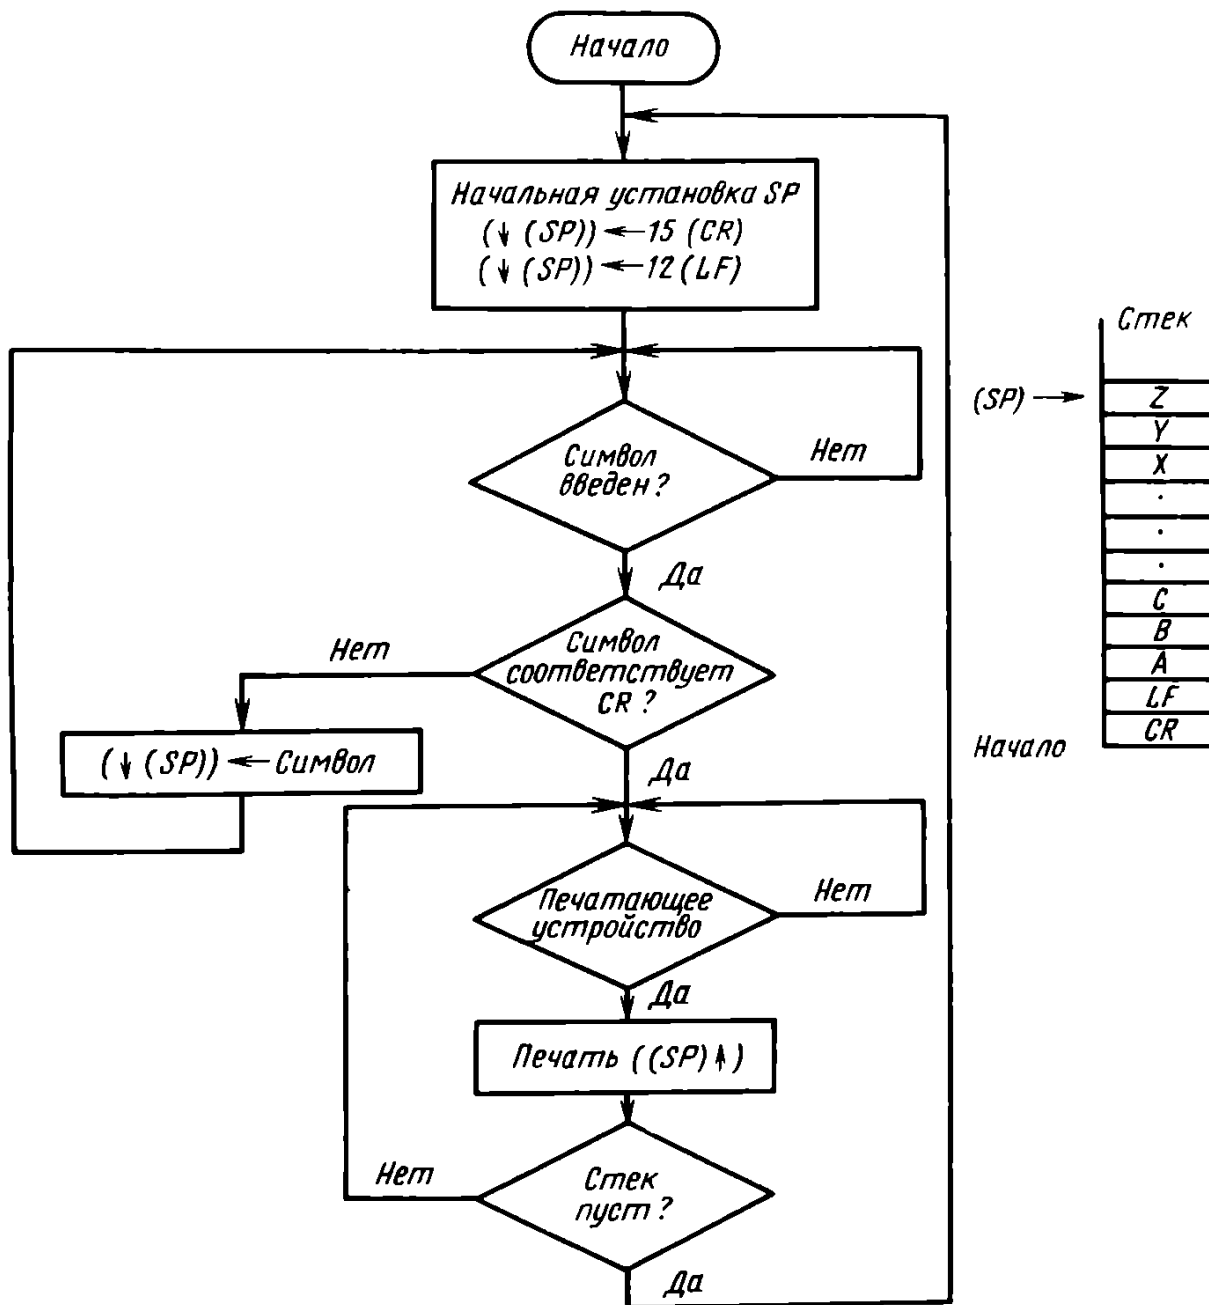 Начало
Начальная установка SP
(↓ (SP)) ← 15 (CR)
(↓ (SP)) ← 12 (LF)
Символ
введен?
Нет
Да
Символ
соответствует
CR?
Нет
(↓ (SP)) ← Символ
Да
Печатающее
устройство
Нет
Да
Печать ((SP)↑)
Стек
пуст?
Нет
Да
Стек
(SP) →
Z
Y
X
.
.
.
C
B
A
LF
CR
Начало